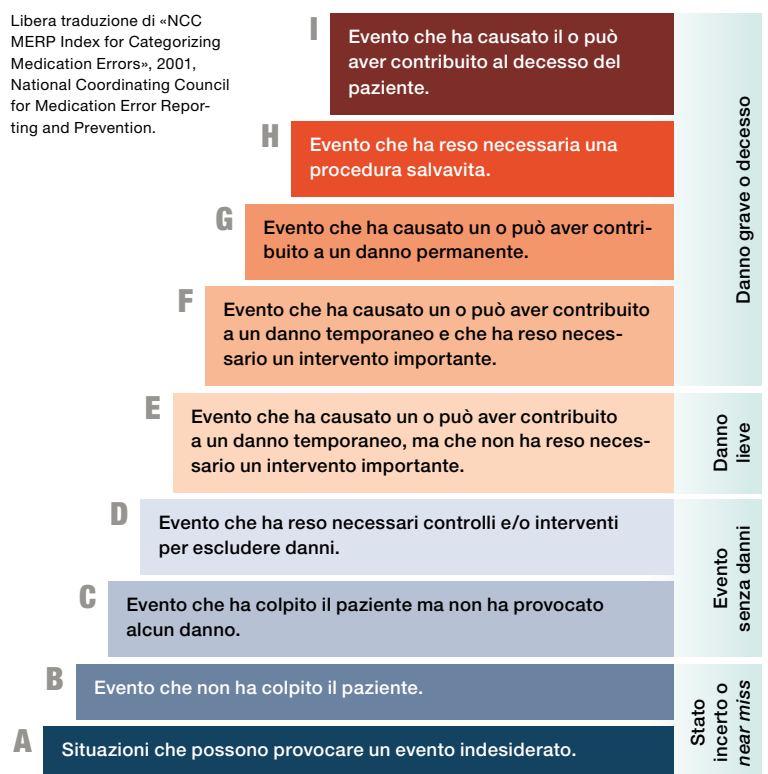 Libera traduzione di «NCC
MERP Index for Categorizing
Medication Errors», 2001,
National Coordinating Council
for Medication Error Repor-
ting and Prevention.
I
Evento che ha causato il o può
aver contribuito al decesso del
paziente.
H
Evento che ha reso necessaria una
procedura salvavita.
G
Evento che ha causato un o può aver contri-
buito a un danno permanente.
F
Evento che ha causato un o può aver contribuito
a un danno temporaneo e che ha reso neces-
sario un intervento importante.
Danno grave o decesso
E
Evento che ha causato un o può aver contribuito
a un danno temporaneo, ma che non ha reso neces-
sario un intervento importante.
Danno
lieve
D
Evento che ha reso necessari controlli e/o interventi
per escludere danni.
C
Evento che ha colpito il paziente ma non ha provocato
alcun danno.
Evento
senza danni
B
Evento che non ha colpito il paziente.
A
Situazioni che possono provocare un evento indesiderato.
Stato
incerto o
near miss